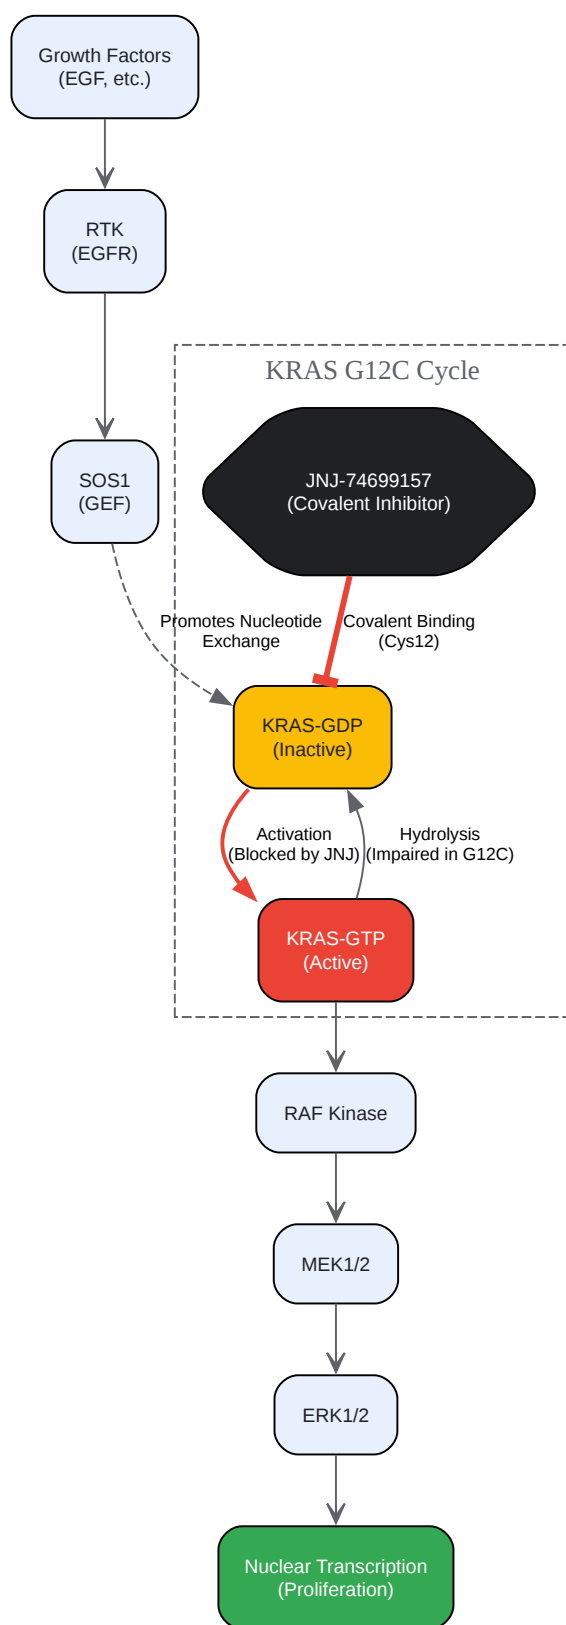 Growth Factors
(EGF, etc.)
RTK
(EGFR)
KRAS G12C Cycle
SOS1
(GEF)
JNJ-74699157
(Covalent Inhibitor)
Promotes Nucleotide
Exchange
Covalent Binding
(Cys12)
KRAS-GDP
(Inactive)
Activation
(Blocked by JNJ)
Hydrolysis
(Impaired in G12C)
KRAS-GTP
(Active)
RAF Kinase
MEK1/2
ERK1/2
Nuclear Transcription
(Proliferation)